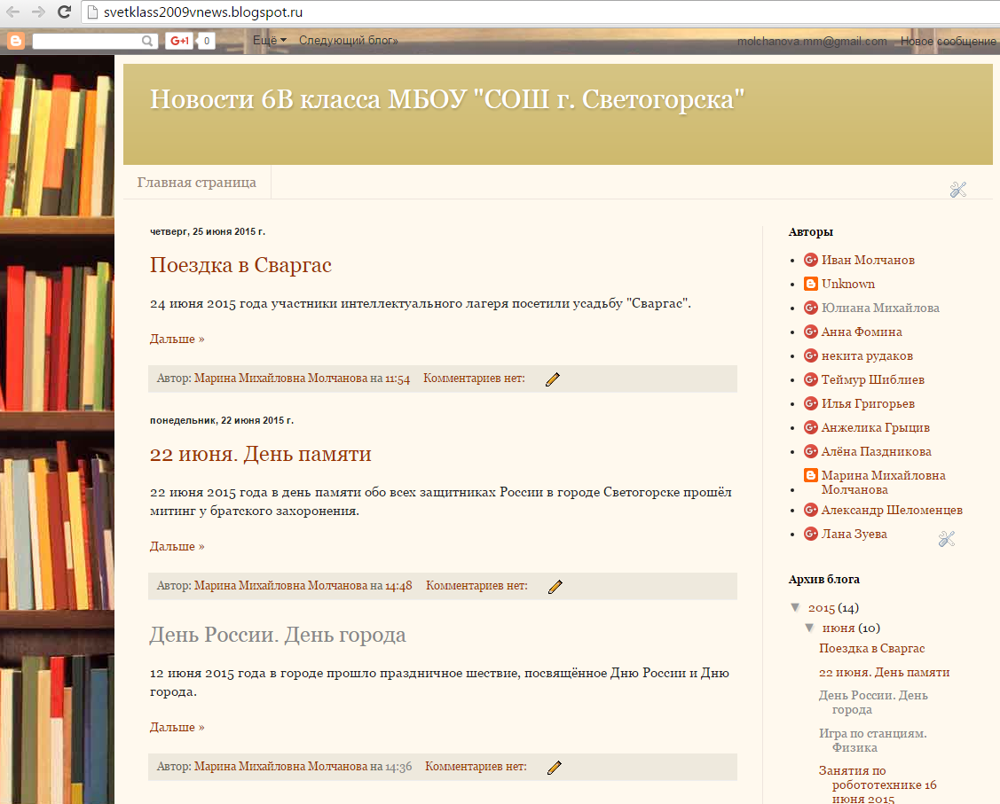 svetklass2009vnews.blogspot.ru
G+1 0 Ещё Следующий блог» molchanova.mm@gmail.com Новое сообщение
Новости 6В класса МБОУ "СОШ г. Светогорска"
Главная страница
четверг, 25 июня 2015 г.
Поездка в Сваргас
24 июня 2015 года участники интеллектуального лагеря посетили усадьбу "Сваргас".
Дальше »
Автор: Марина Михайловна Молчанова на 11:54 Комментариев нет:
понедельник, 22 июня 2015 г.
22 июня. День памяти
22 июня 2015 года в день памяти обо всех защитниках России в городе Светогорске прошёл
митинг у братского захоронения.
Дальше »
Автор: Марина Михайловна Молчанова на 14:48 Комментариев нет:
День России. День города
12 июня 2015 года в городе прошло праздничное шествие, посвящённое Дню России и Дню
города.
Дальше »
Автор: Марина Михайловна Молчанова на 14:36 Комментариев нет:
Авторы
Иван Молчанов
Unknown
Юлиана Михайлова
Анна Фомина
некита рудаков
Теймур Шиблиев
Илья Григорьев
Анжелика Грыцив
Алёна Паздникова
Марина Михайловна
Молчанова
Александр Шеломенцев
Лана Зуева
Архив блога
▼ 2015 (14)
▼ июня (10)
Поездка в Сваргас
22 июня. День памяти
День России. День
города
Игра по станциям.
Физика
Занятия по
робототехнике 16
июня 2015